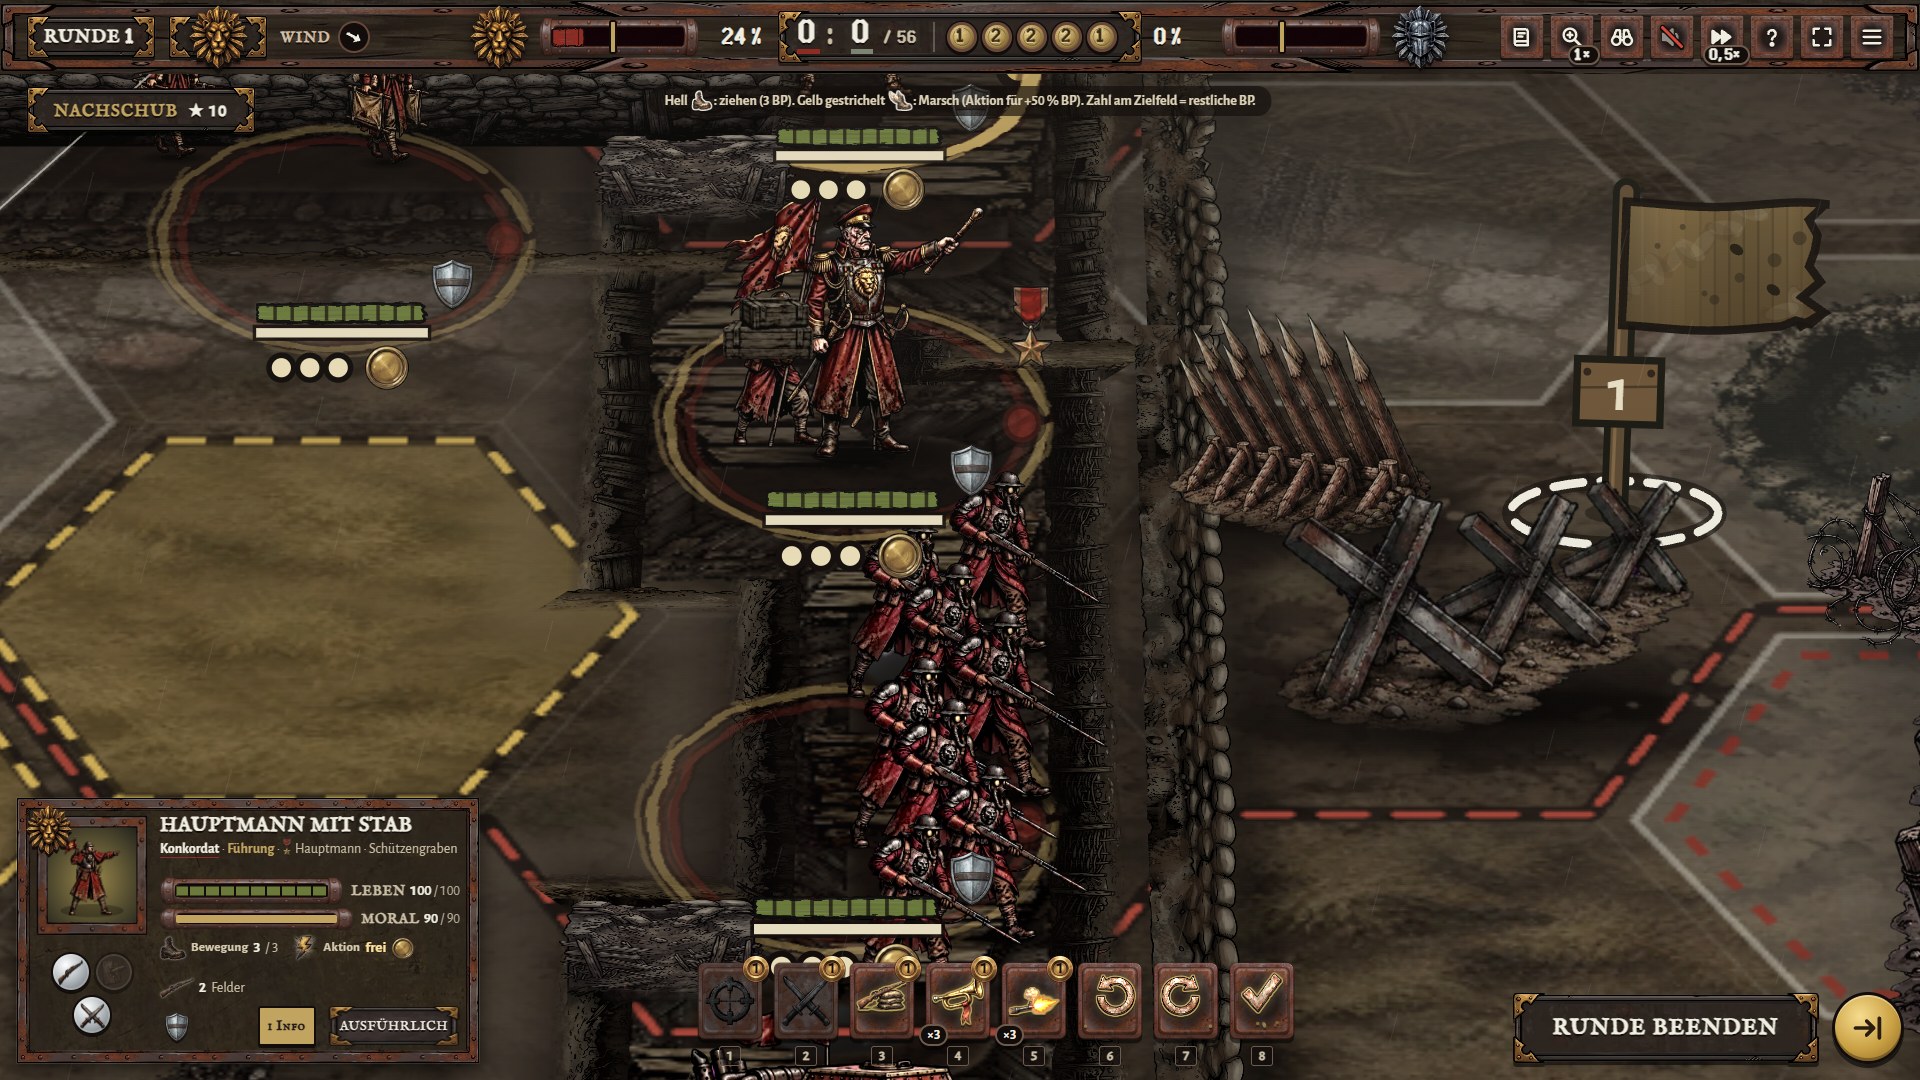 RUNDE 1
WIND
24%
0 : 0 / 56
1 2 2 2 1
0%
1×
0,5×
?
NACHSCHUB ★ 10
Hell : ziehen (3 BP). Gelb gestrichelt : Marsch (Aktion für +50 % BP). Zahl am Zielfeld = restliche BP.
1
HAUPTMANN MIT STAB
Konkordat · Führung · Hauptmann · Schützengraben
LEBEN 100/100
MORAL 90/90
Bewegung 3 /3 Aktion frei
2 Felder
1 INFO
AUSFÜHRLICH
1 1 1 1 1
×3 ×3
1 2 3 4 5 6 7 8
RUNDE BEENDEN